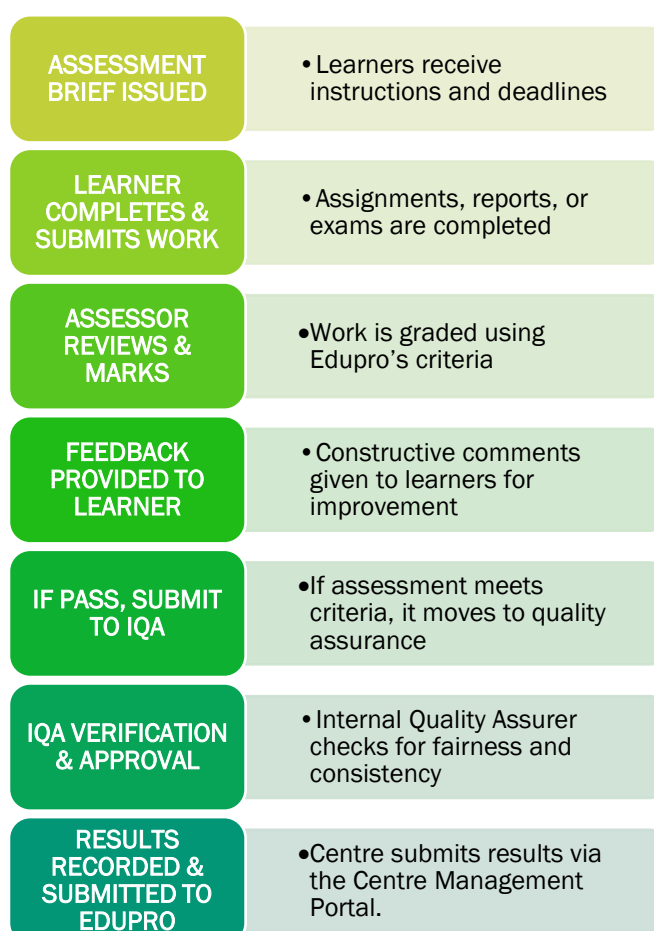 ASSESSMENT
BRIEF ISSUED
•Learners receive
instructions and deadlines
LEARNER
COMPLETES &
SUBMITS WORK
•Assignments, reports, or
exams are completed
ASSESSOR
REVIEWS &
MARKS
•Work is graded using
Edupro’s criteria
FEEDBACK
PROVIDED TO
LEARNER
•Constructive comments
given to learners for
improvement
IF PASS, SUBMIT
TO IQA
•If assessment meets
criteria, it moves to quality
assurance
IQA VERIFICATION
& APPROVAL
•Internal Quality Assurer
checks for fairness and
consistency
RESULTS
RECORDED &
SUBMITTED TO
EDUPRO
•Centre submits results via
the Centre Management
Portal.